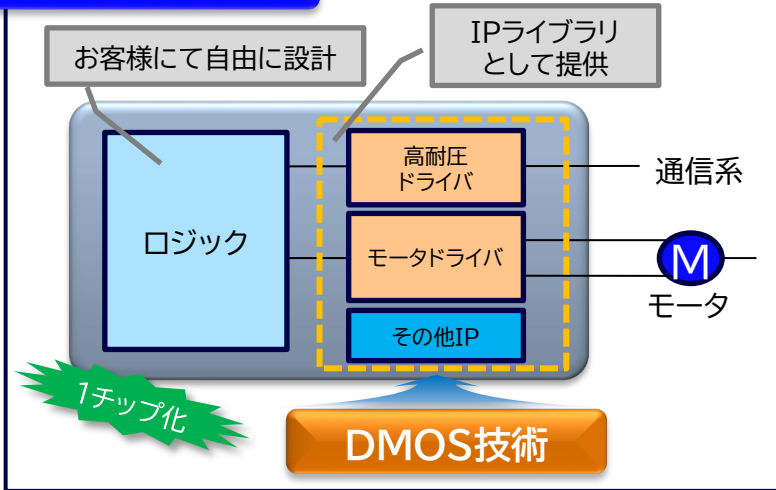 お客様にて自由に設計
IPライブラリ
として提供
高耐圧
ドライバ
通信系
ロジック
モータドライバ
M
モータ
その他IP
1チップ化
DMOS技術